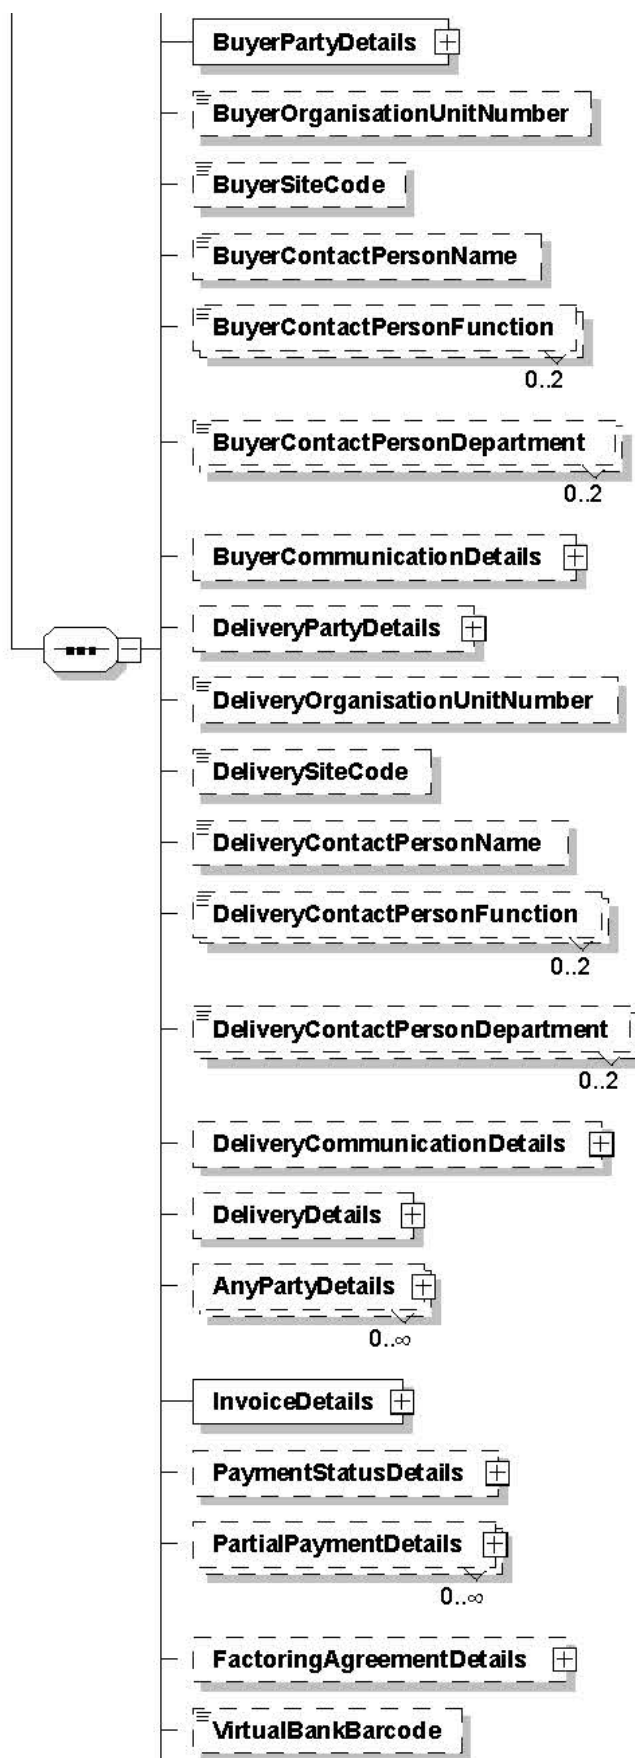 BuyerPartyDetails
BuyerOrganisationUnitNumber
BuyerSiteCode
BuyerContactPersonName
BuyerContactPersonFunction
0..2
BuyerContactPersonDepartment
0..2
BuyerCommunicationDetails
DeliveryPartyDetails
DeliveryOrganisationUnitNumber
DeliverySiteCode
DeliveryContactPersonName
DeliveryContactPersonFunction
0..2
DeliveryContactPersonDepartment
0..2
DeliveryCommunicationDetails
DeliveryDetails
AnyPartyDetails
0..∞
InvoiceDetails
PaymentStatusDetails
PartialPaymentDetails
0..∞
FactoringAgreementDetails
VirtualBankBarcode